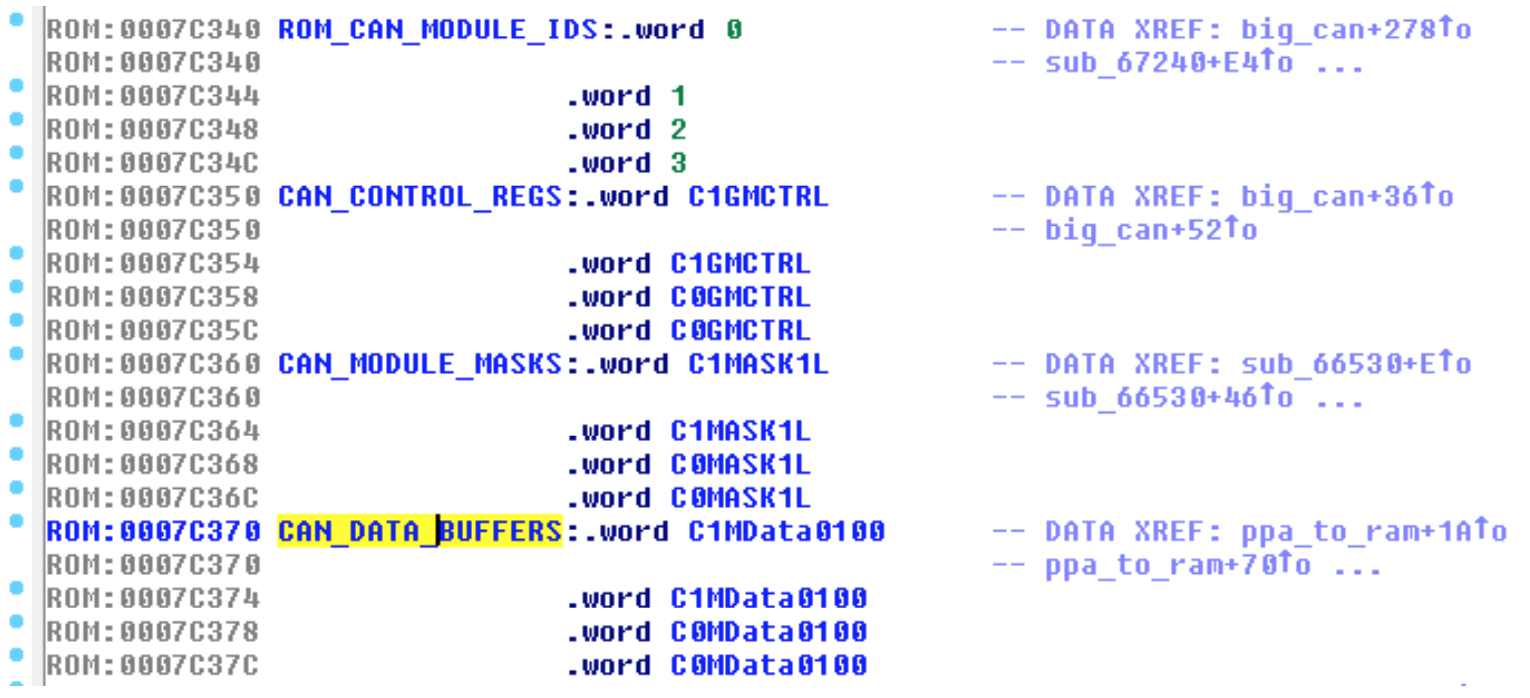 ROM:0007C340 ROM_CAN_MODULE_IDS:.word 0 -- DATA XREF: big_can+278↑o
ROM:0007C340 -- sub_67240+E4↑o ...
ROM:0007C344 .word 1
ROM:0007C348 .word 2
ROM:0007C34C .word 3
ROM:0007C350 CAN_CONTROL_REGS:.word C1GMCTRL -- DATA XREF: big_can+36↑o
ROM:0007C350 -- big_can+52↑o
ROM:0007C354 .word C1GMCTRL
ROM:0007C358 .word C0GMCTRL
ROM:0007C35C .word C0GMCTRL
ROM:0007C360 CAN_MODULE_MASKS:.word C1MASK1L -- DATA XREF: sub_66530+E↑o
ROM:0007C360 -- sub_66530+46↑o ...
ROM:0007C364 .word C1MASK1L
ROM:0007C368 .word C0MASK1L
ROM:0007C36C .word C0MASK1L
ROM:0007C370 CAN_DATA_BUFFERS:.word C1MData0100 -- DATA XREF: ppa_to_ram+1A↑o
ROM:0007C370 -- ppa_to_ram+70↑o ...
ROM:0007C374 .word C1MData0100
ROM:0007C378 .word C0MData0100
ROM:0007C37C .word C0MData0100